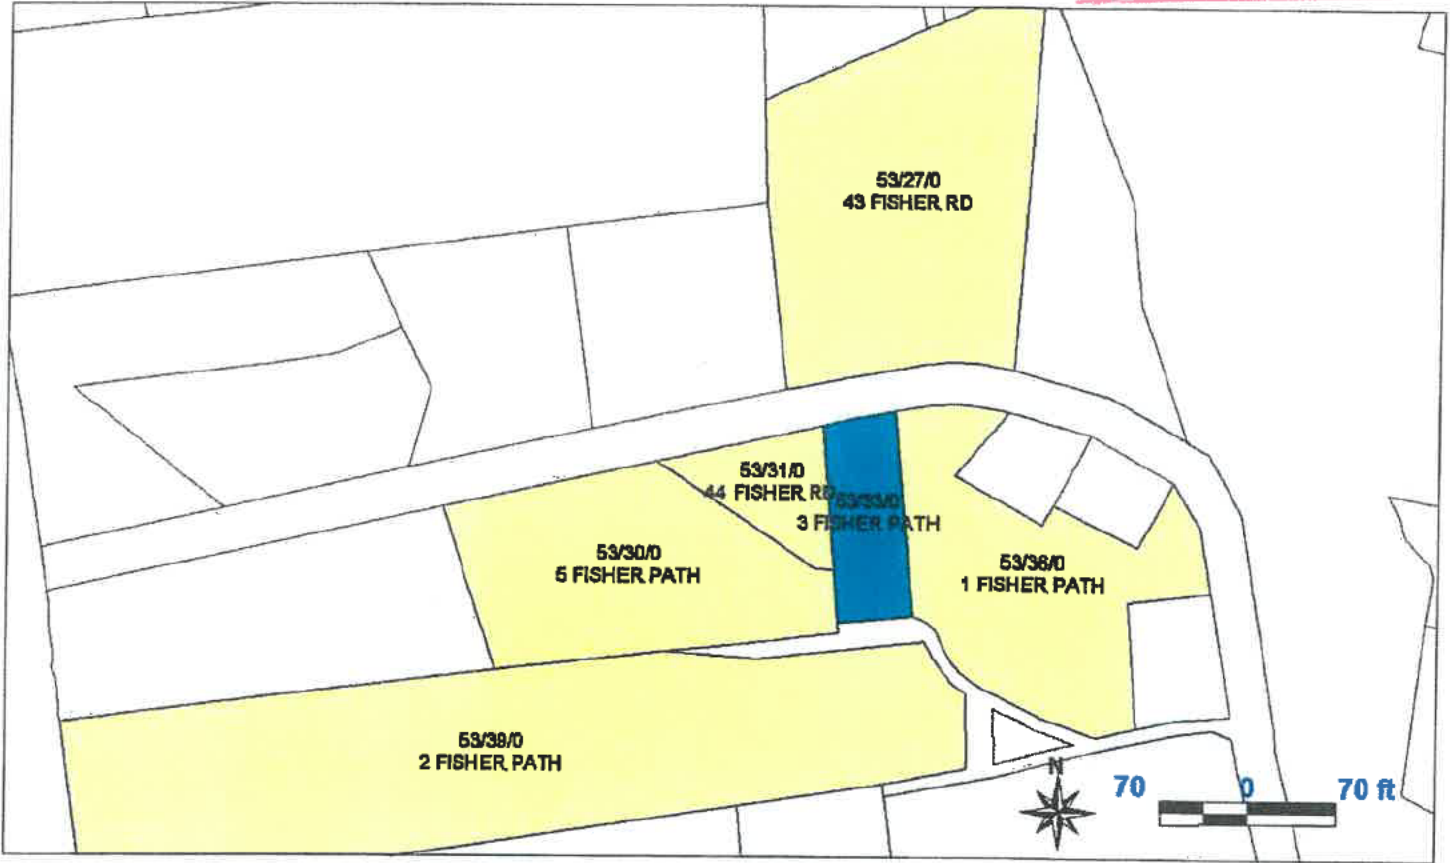 53/27/0
43 FISHER RD
53/31/0
44 FISHER RD
53/33/0
3 FISHER PATH
53/30/0
5 FISHER PATH
53/36/0
1 FISHER PATH
53/39/0
2 FISHER PATH
N
70 0 70 ft